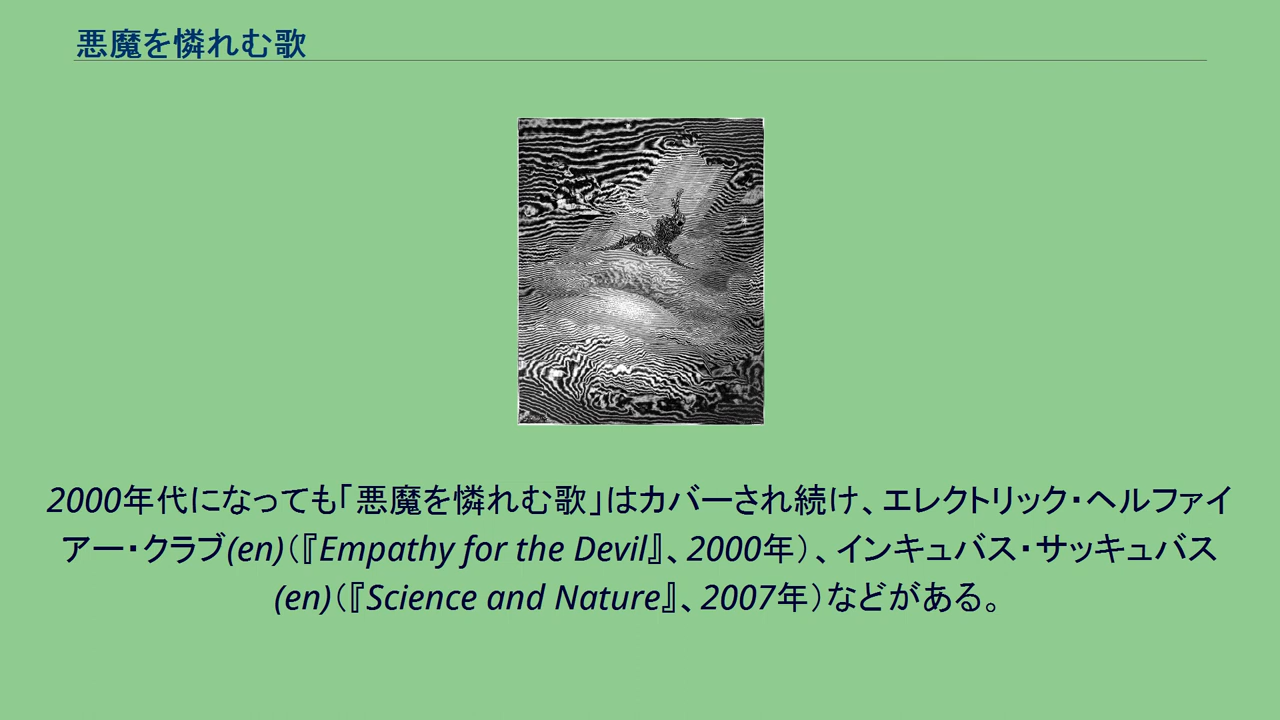 悪魔を憐れむ歌
2000年代になっても「悪魔を憐れむ歌」はカバーされ続け、エレクトリック・ヘルファイ
アー・クラブ(en)（『Empathy for the Devil』、2000年）、インキュバス・サッキュバス
(en)（『Science and Nature』、2007年）などがある。